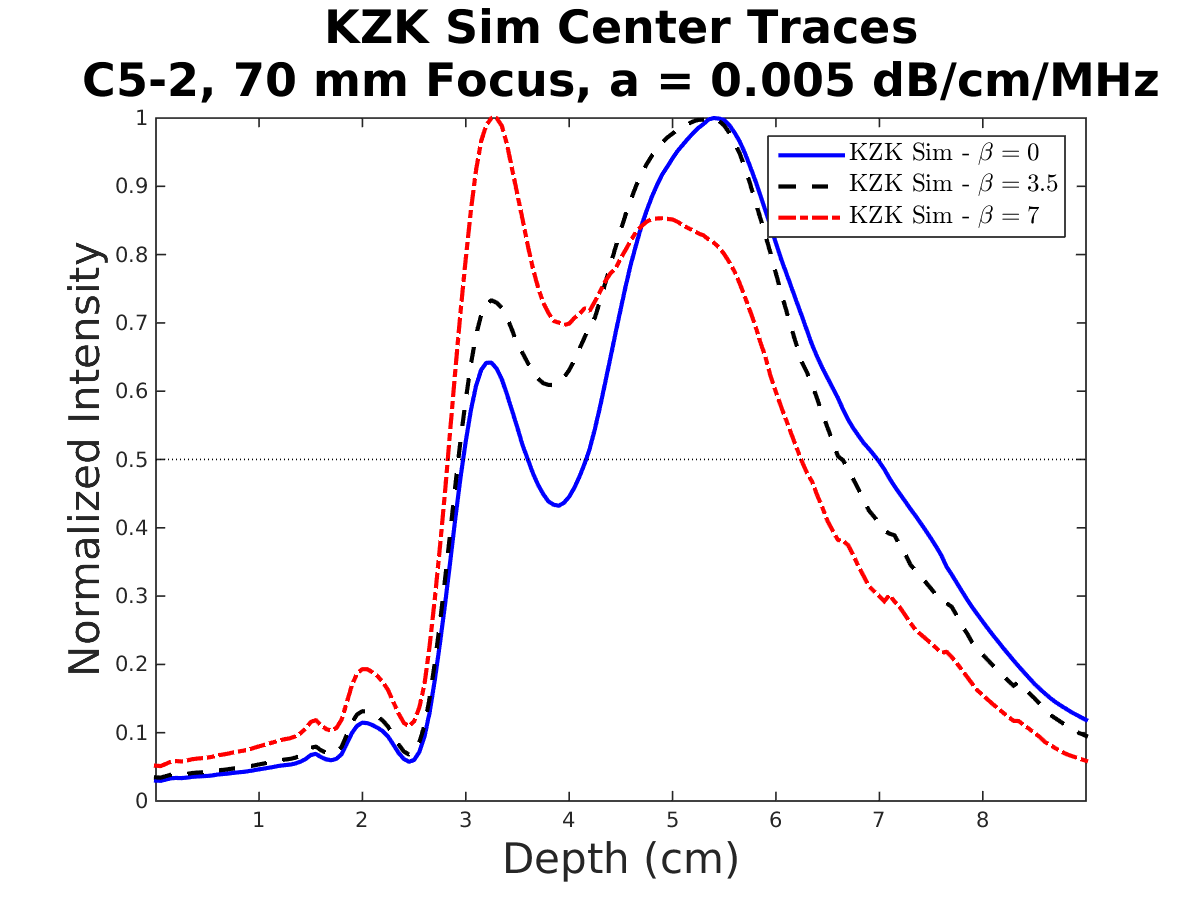 KZK Sim Center Traces
C5-2, 70 mm Focus, a = 0.005 dB/cm/MHz
KZK Sim - β = 0
KZK Sim - β = 3.5
KZK Sim - β = 7
Normalized Intensity
1
0.9
0.8
0.7
0.6
0.5
0.4
0.3
0.2
0.1
0
1 2 3 4 5 6 7 8
Depth (cm)